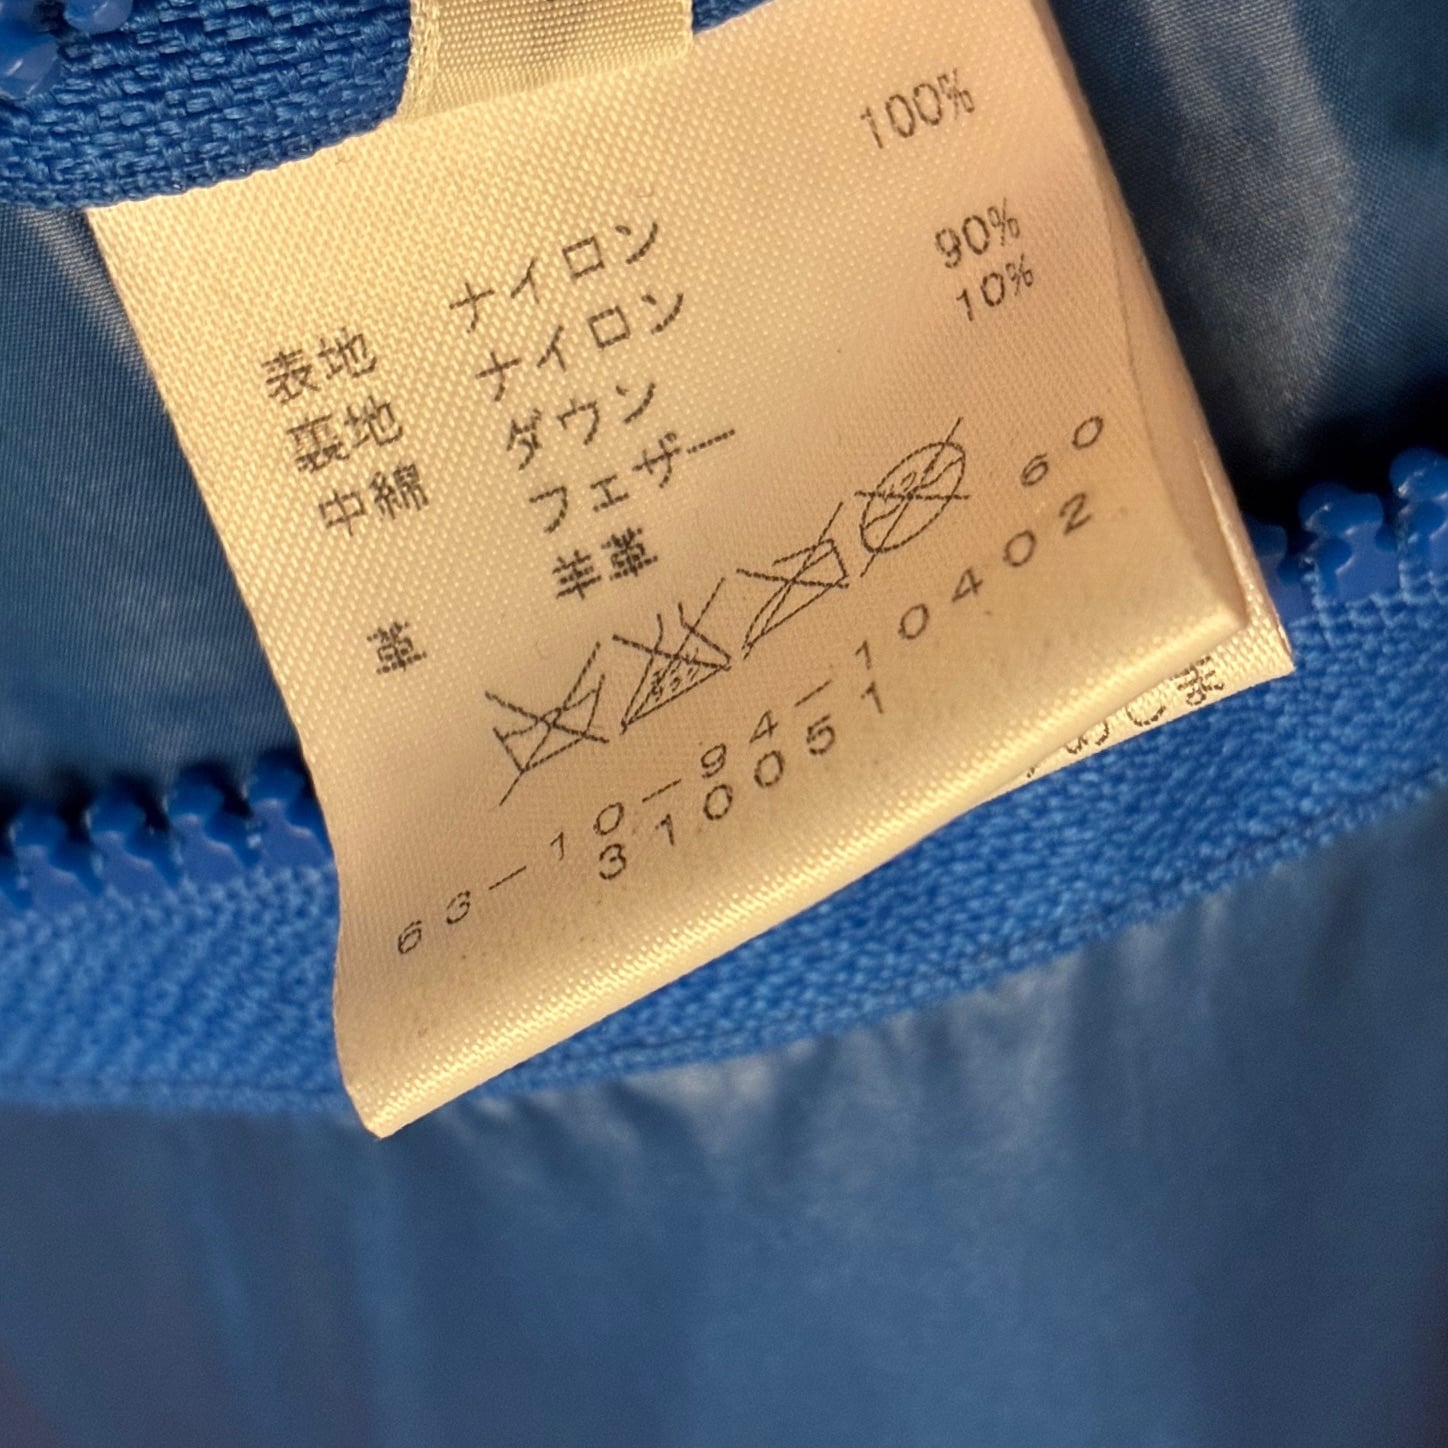 表地 ナイロン 100%
裏地 ナイロン
中綿 ダウン 90%
フェザー 10%
革 羊革
60
63-10-94-10402
310051